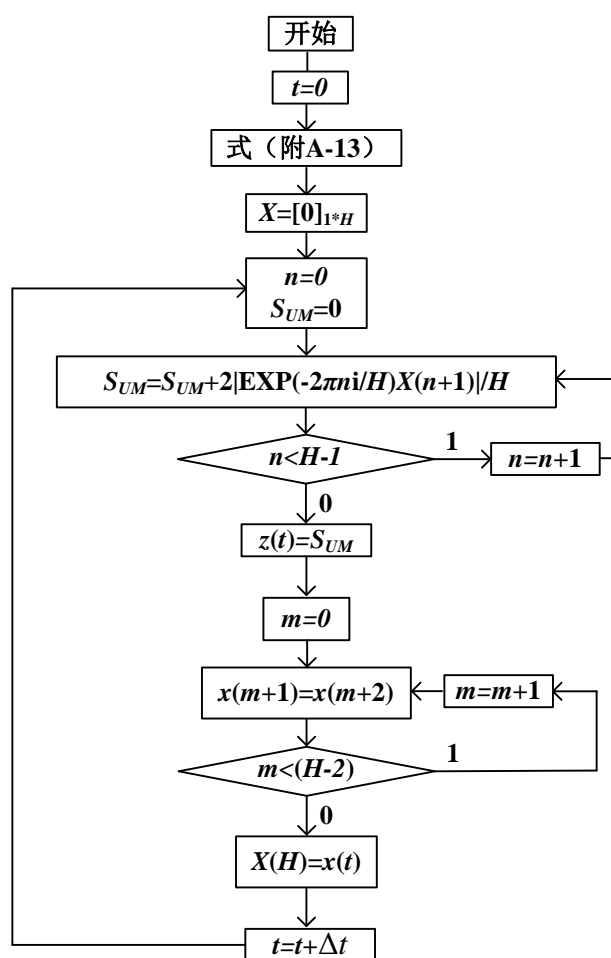 开始
t=0
式（附A-13）
X=[0]1*H
n=0
SUM=0
SUM=SUM+2|EXP(-2πni/H)X(n+1)|/H
n<H-1
1
n=n+1
0
z(t)=SUM
m=0
x(m+1)=x(m+2)
m=m+1
m<(H-2)
1
0
X(H)=x(t)
t=t+Δt